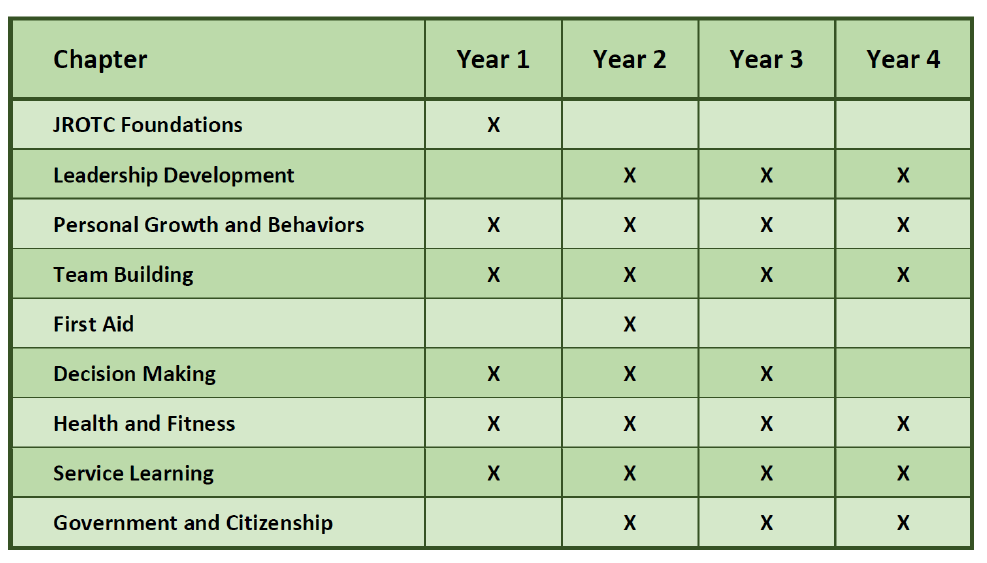 Chapter Year 1 Year 2 Year 3 Year 4
JROTC Foundations X
Leadership Development X X X
Personal Growth and Behaviors X X X X
Team Building X X X X
First Aid X
Decision Making X X X
Health and Fitness X X X X
Service Learning X X X X
Government and Citizenship X X X